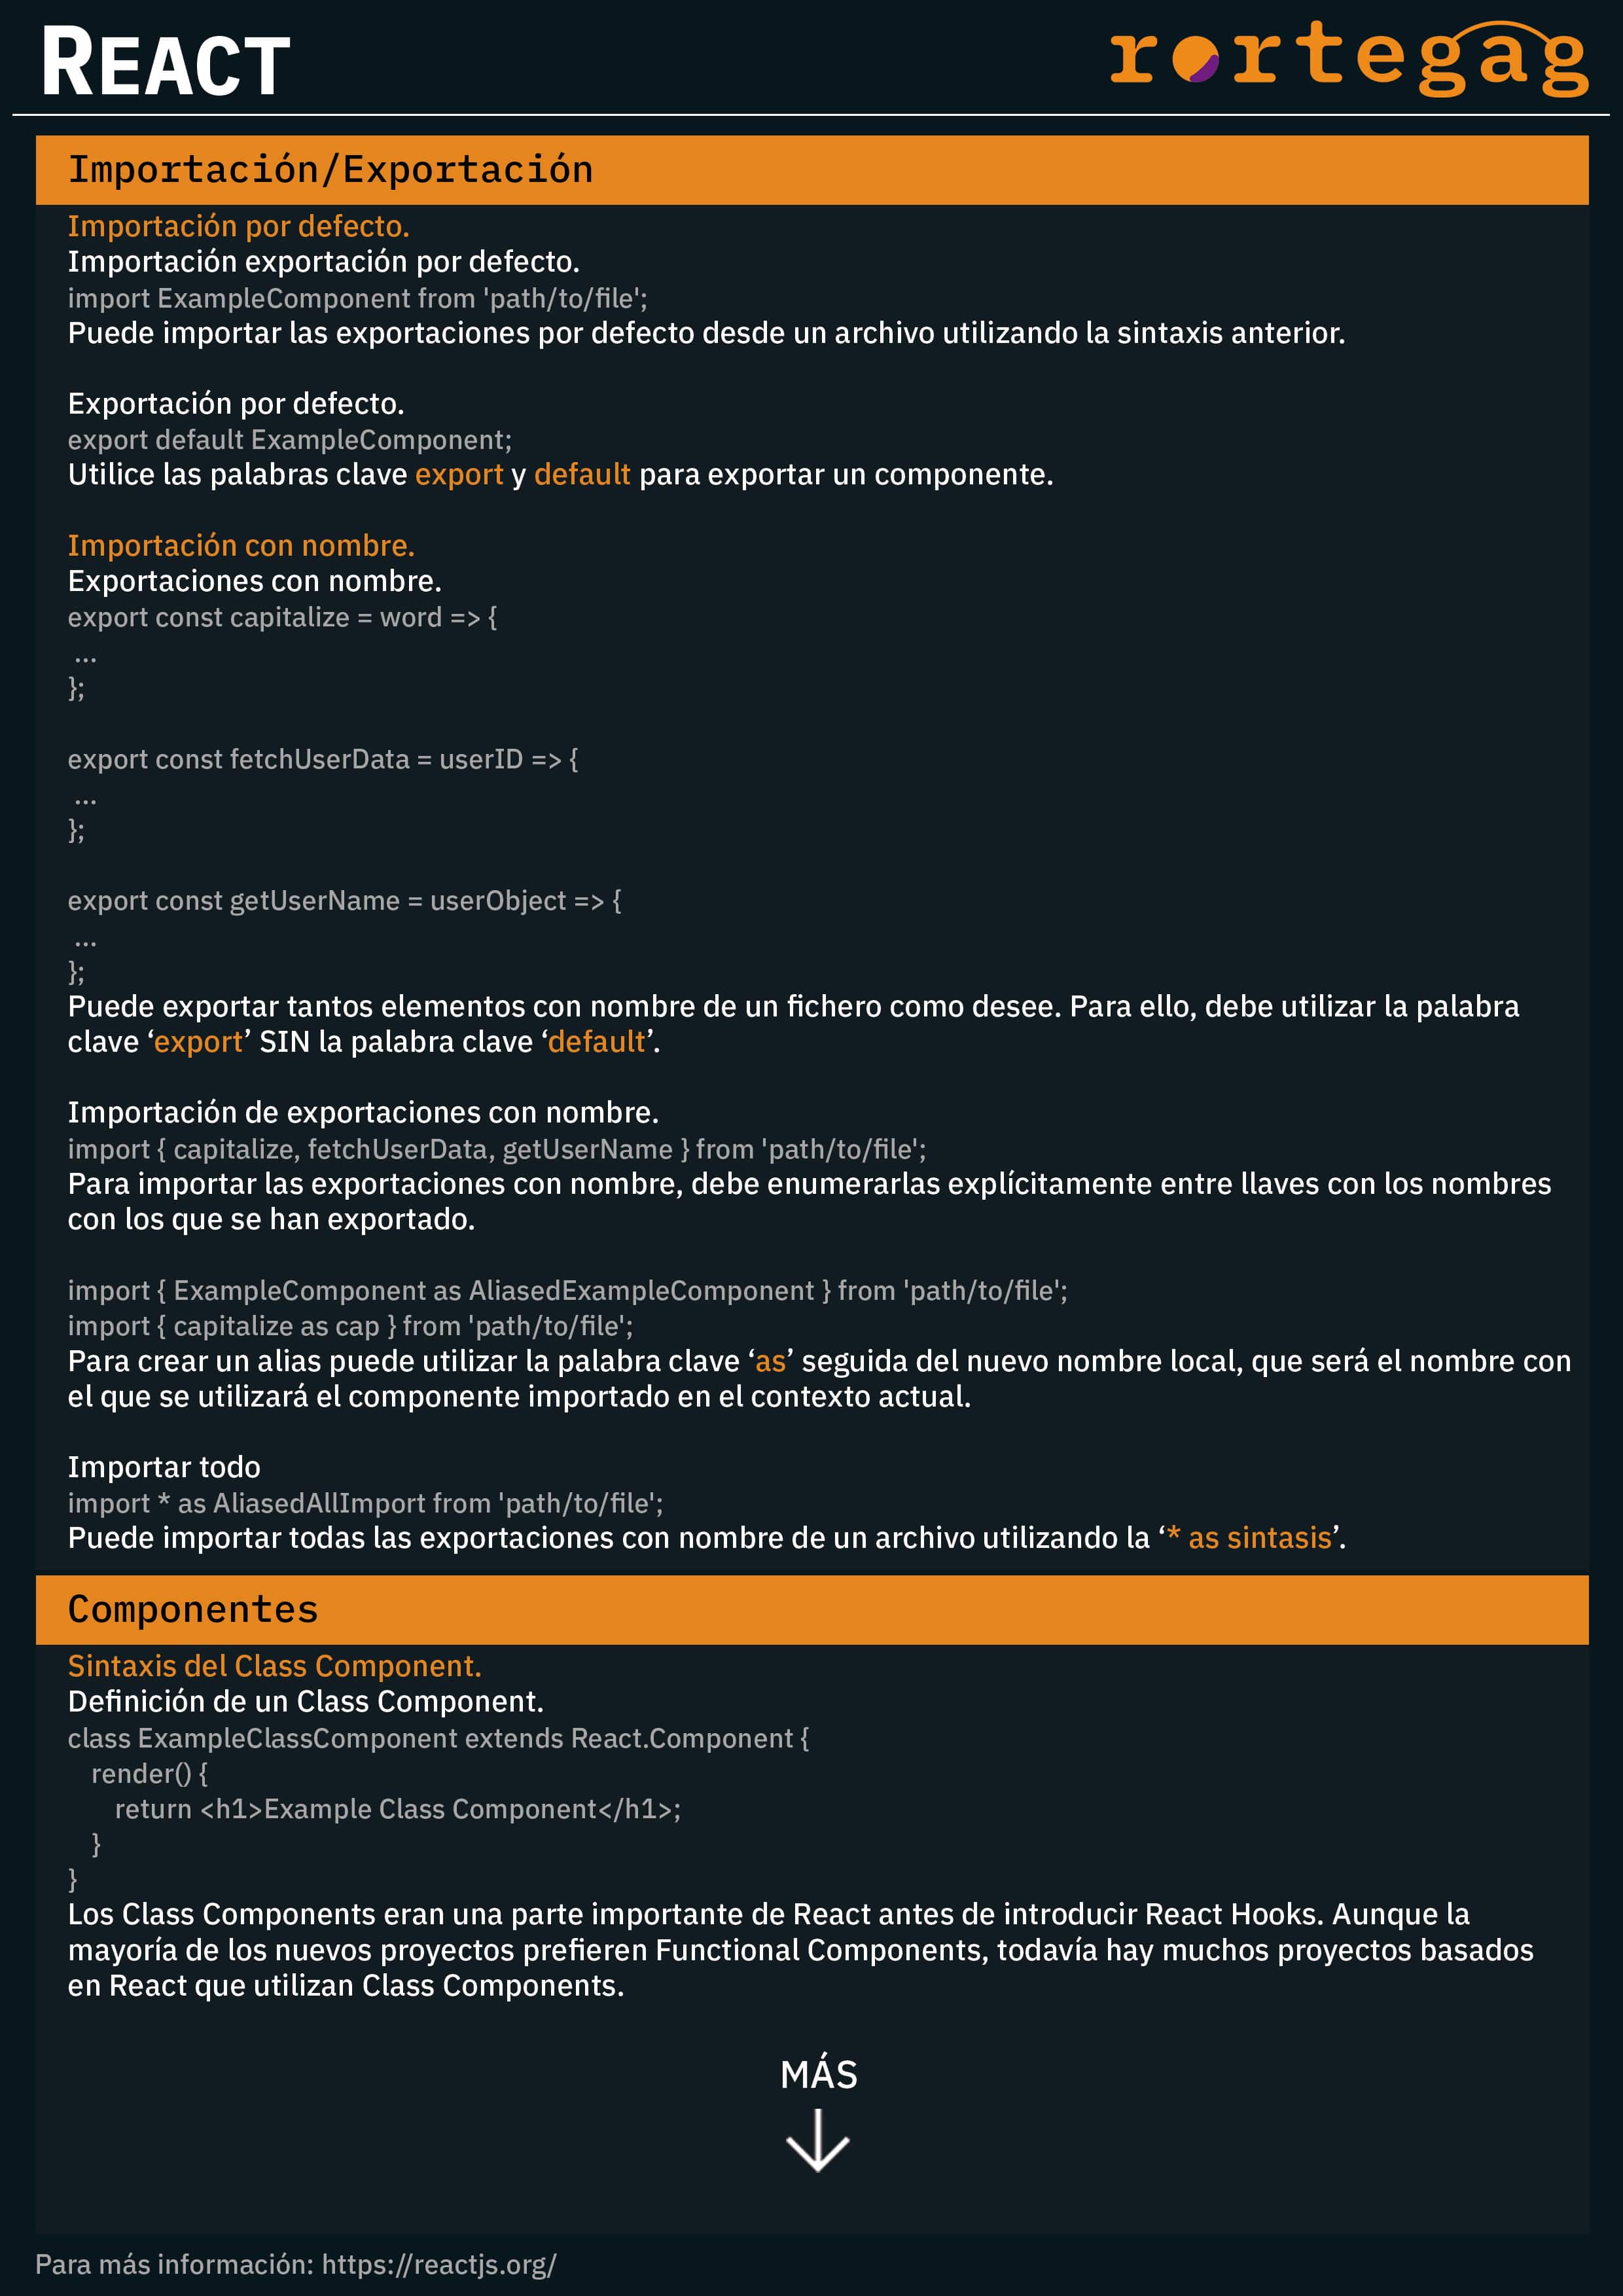 REACT
rortegag
Importación/Exportación
Importación por defecto.
Importación exportación por defecto.
import ExampleComponent from 'path/to/file';
Puede importar las exportaciones por defecto desde un archivo utilizando la sintaxis anterior.
Exportación por defecto.
export default ExampleComponent;
Utilice las palabras clave export y default para exportar un componente.
Importación con nombre.
Exportaciones con nombre.
export const capitalize = word => {
...
};
export const fetchUserData = userID => {
...
};
export const getUserName = userObject => {
...
};
Puede exportar tantos elementos con nombre de un fichero como desee. Para ello, debe utilizar la palabra
clave ‘export’ SIN la palabra clave ‘default’.
Importación de exportaciones con nombre.
import { capitalize, fetchUserData, getUserName } from 'path/to/file';
Para importar las exportaciones con nombre, debe enumerarlas explícitamente entre llaves con los nombres
con los que se han exportado.
import { ExampleComponent as AliasedExampleComponent } from 'path/to/file';
import { capitalize as cap } from 'path/to/file';
Para crear un alias puede utilizar la palabra clave ‘as’ seguida del nuevo nombre local, que será el nombre con
el que se utilizará el componente importado en el contexto actual.
Importar todo
import * as AliasedAllImport from 'path/to/file';
Puede importar todas las exportaciones con nombre de un archivo utilizando la ‘* as sintasis’.
Componentes
Sintaxis del Class Component.
Definición de un Class Component.
class ExampleClassComponent extends React.Component {
render() {
return <h1>Example Class Component</h1>;
}
}
Los Class Components eran una parte importante de React antes de introducir React Hooks. Aunque la
mayoría de los nuevos proyectos prefieren Functional Components, todavía hay muchos proyectos basados
en React que utilizan Class Components.
MÁS
Para más información: https://reactjs.org/